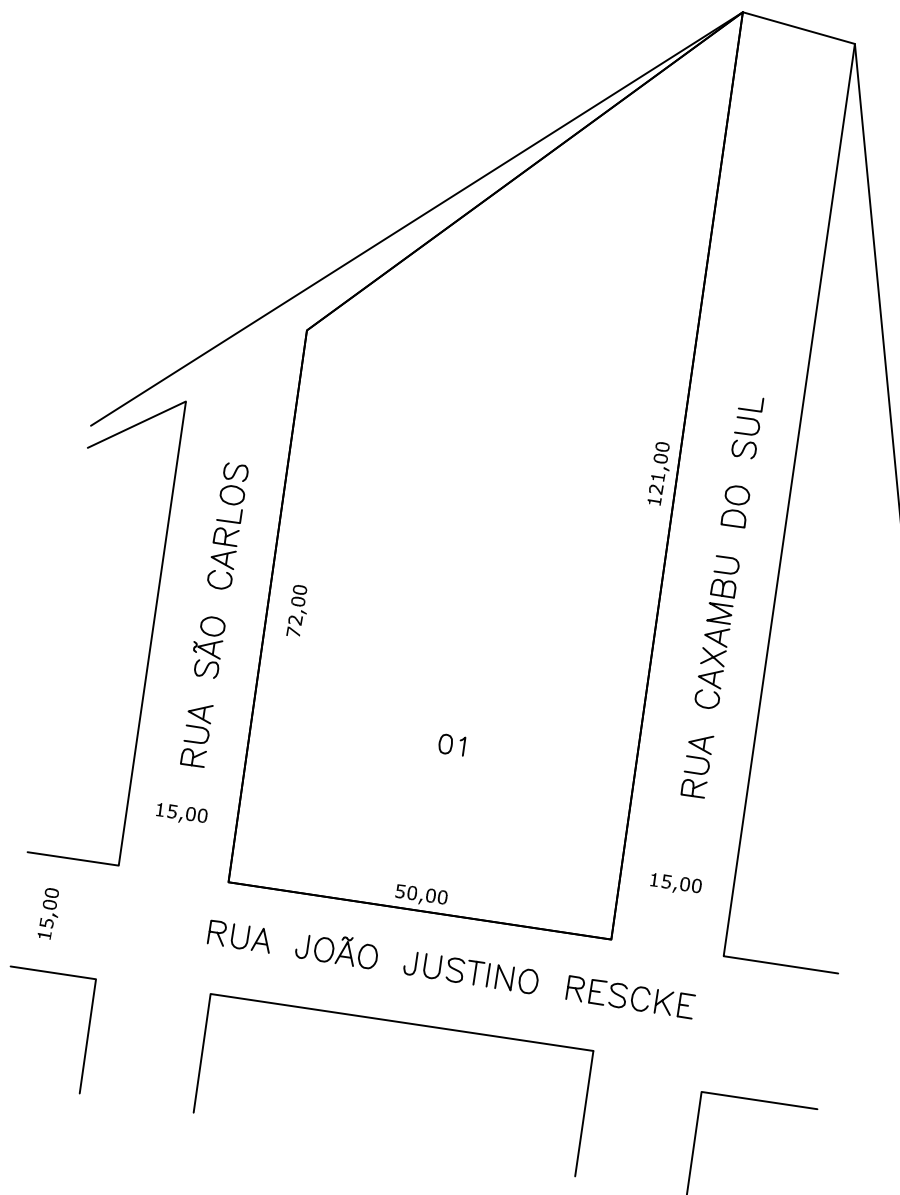 121,00
RUA CAXAMBU DO SUL
RUA SÃO CARLOS
72,00
01
15,00
15,00
50,00
15,00
RUA JOÃO JUSTINO RESCKE